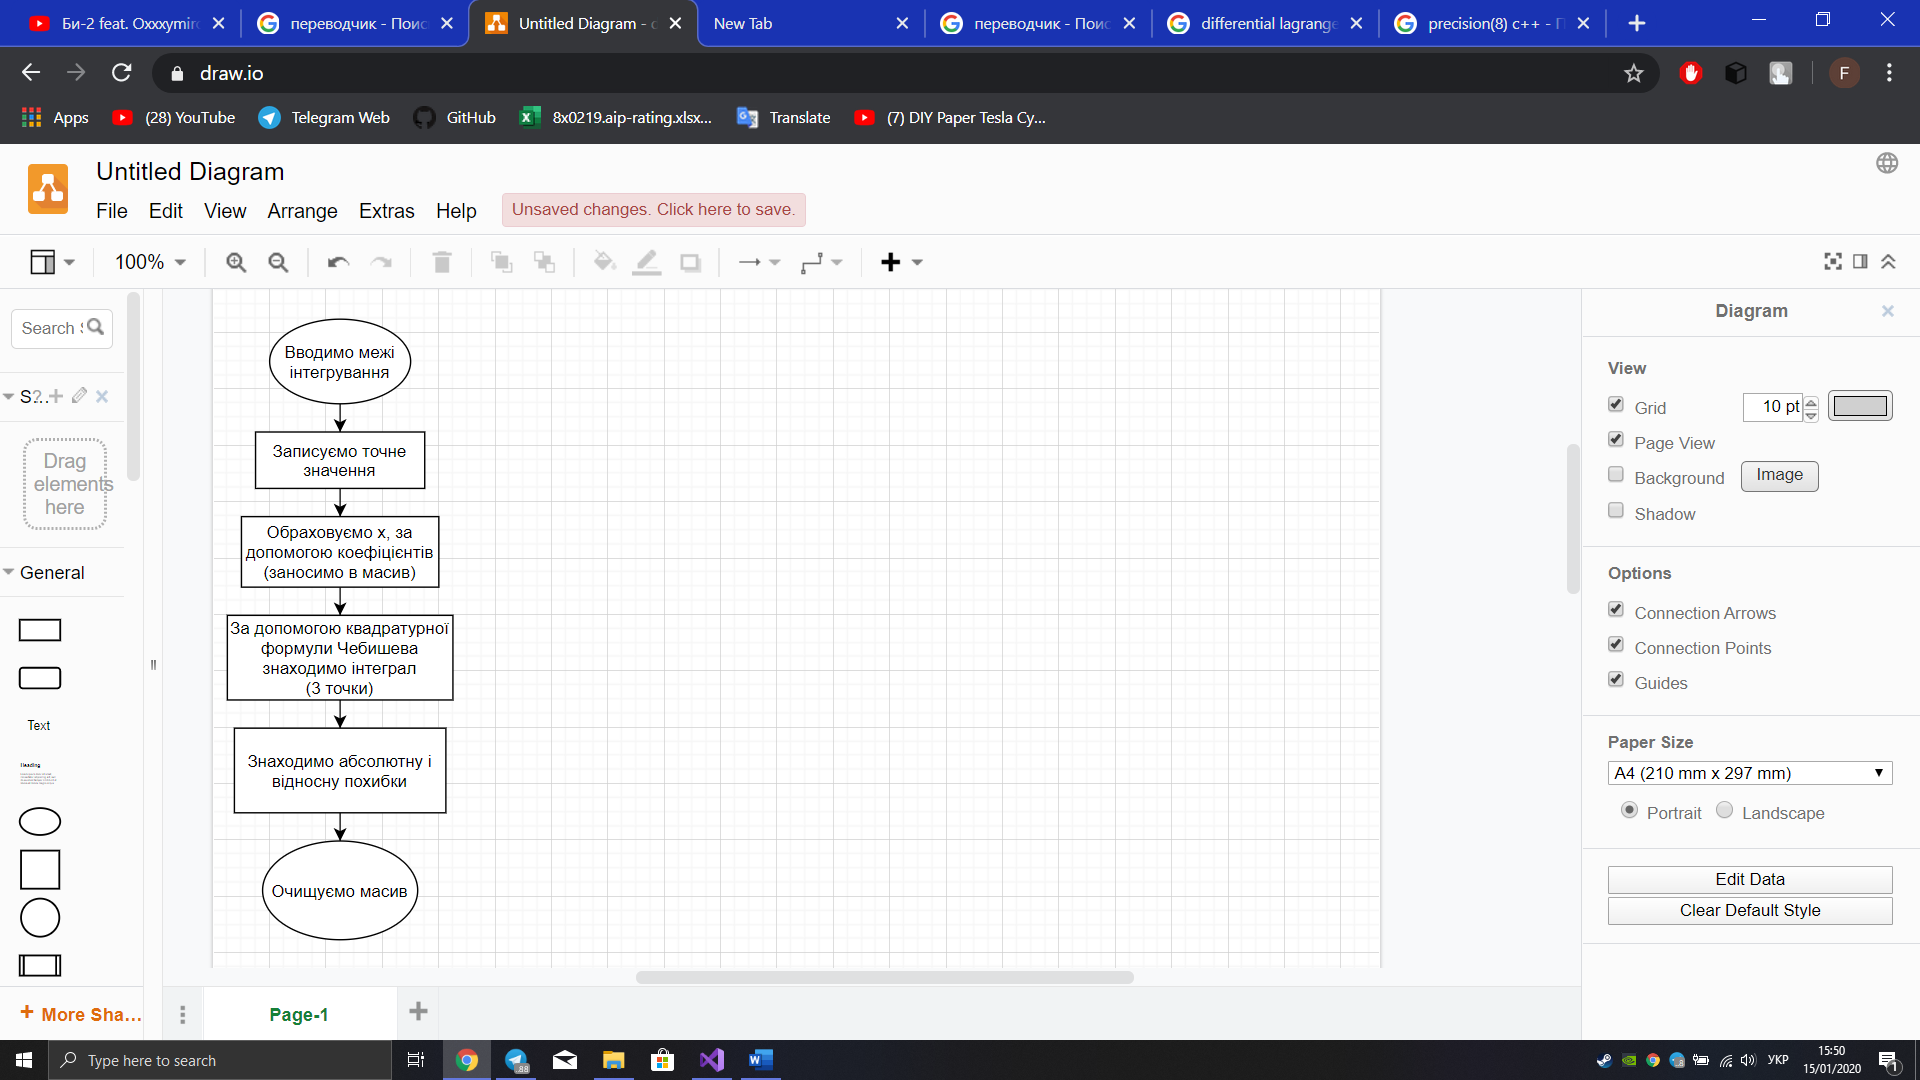 Би-2 feat. Oxxxymiro
переводчик - Поис
Untitled Diagram - d
New Tab
переводчик - Поис
differential lagrange
precision(8) c++ - П
draw.io
F
Apps
(28) YouTube
Telegram Web
GitHub
8x0219.aip-rating.xlsx...
Translate
(7) DIY Paper Tesla Cy...
Untitled Diagram
File
Edit
View
Arrange
Extras
Help
Unsaved changes. Click here to save.
100%
Search S
S...
?
Drag
elements
here
General
Text
Heading
More Sha...
Вводимо межі
інтегрування
Записуємо точне
значення
Обраховуємо х, за
допомогою коефіцієнтів
(заносимо в масив)
За допомогою квадратурної
формули Чебишева
знаходимо інтеграл
(3 точки)
Знаходимо абсолютну і
відносну похибки
Очищуємо масив
Page-1
Diagram
View
Grid
10 pt
Page View
Background
Image
Shadow
Options
Connection Arrows
Connection Points
Guides
Paper Size
A4 (210 mm x 297 mm)
Portrait
Landscape
Edit Data
Clear Default Style
Type here to search
88
УКР
15:50
15/01/2020
1